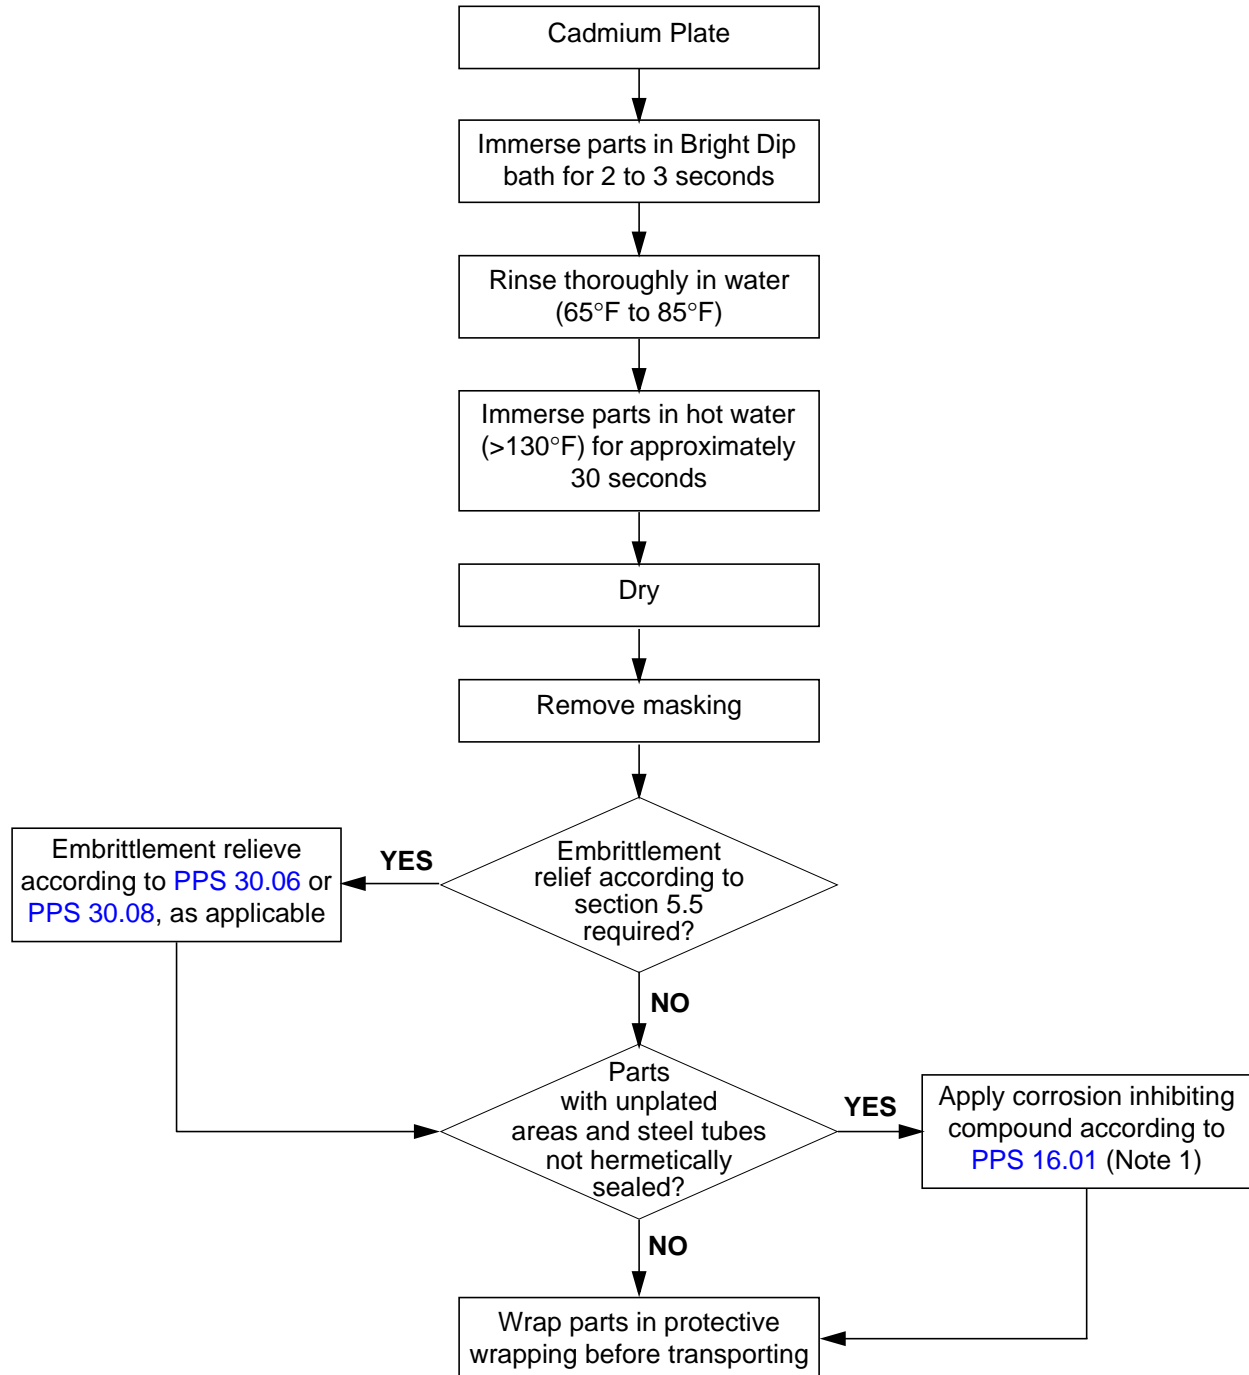 Cadmium Plate
Immerse parts in Bright Dip
bath for 2 to 3 seconds
Rinse thoroughly in water
(65°F to 85°F)
Immerse parts in hot water
(>130°F) for approximately
30 seconds
Dry
Remove masking
Embrittlement
relief according to
section 5.5
required?
YES
Embrittlement relieve
according to PPS 30.06 or
PPS 30.08, as applicable
NO
Parts
with unplated
areas and steel tubes
not hermetically
sealed?
YES
Apply corrosion inhibiting
compound according to
PPS 16.01 (Note 1)
NO
Wrap parts in protective
wrapping before transporting